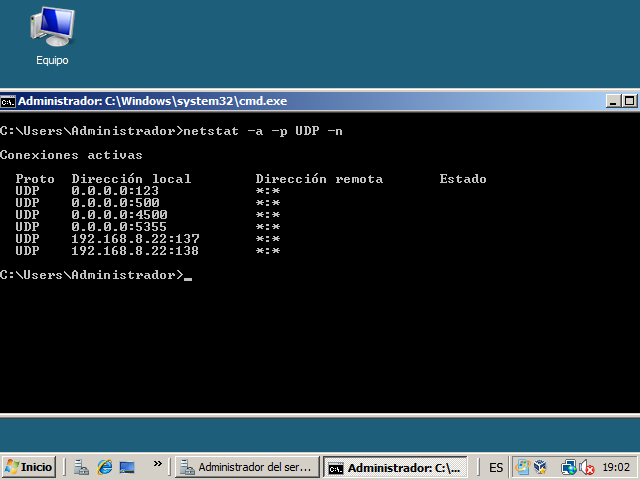 Equipo
Administrador: C:\Windows\system32\cmd.exe
C:\Users\Administrador>netstat -a -p UDP -n
Conexiones activas
Proto Dirección local Dirección remota Estado
UDP 0.0.0.0:123 *:*
UDP 0.0.0.0:500 *:*
UDP 0.0.0.0:4500 *:*
UDP 0.0.0.0:5355 *:*
UDP 192.168.8.22:137 *:*
UDP 192.168.8.22:138 *:*
C:\Users\Administrador>_
Inicio » Administrador del ser... Administrador: C:\... ES 19:02